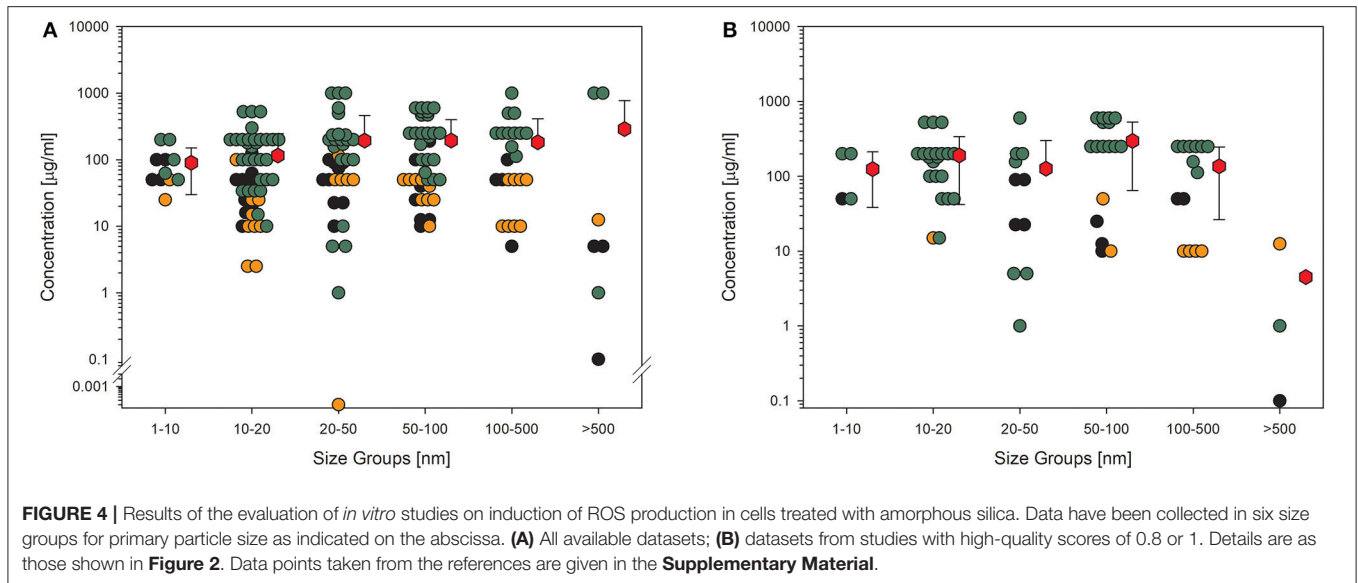 A
10000
1000
100
10
1
0.1
0.001
Concentration [µg/ml]
1-10 10-20 20-50 50-100 100-500 >500
Size Groups [nm]
B
10000
1000
100
10
1
0.1
Concentration [µg/ml]
1-10 10-20 20-50 50-100 100-500 >500
Size Groups [nm]
FIGURE 4 | Results of the evaluation of in vitro studies on induction of ROS production in cells treated with amorphous silica. Data have been collected in six size
groups for primary particle size as indicated on the abscissa. (A) All available datasets; (B) datasets from studies with high-quality scores of 0.8 or 1. Details are as
those shown in Figure 2. Data points taken from the references are given in the Supplementary Material.